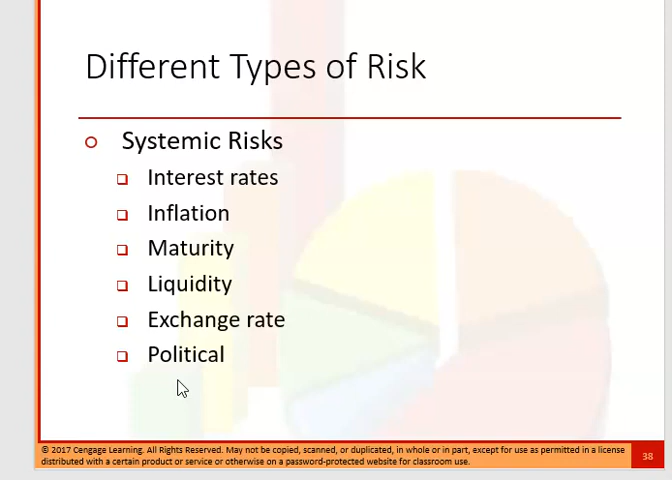 Different Types of Risk
Systemic Risks
Interest rates
Inflation
Maturity
Liquidity
Exchange rate
Political
© 2017 Cengage Learning. All Rights Reserved. May not be copied, scanned, or duplicated, in whole or in part, except for use as permitted in a license
distributed with a certain product or service or otherwise on a password-protected website for classroom use.
38